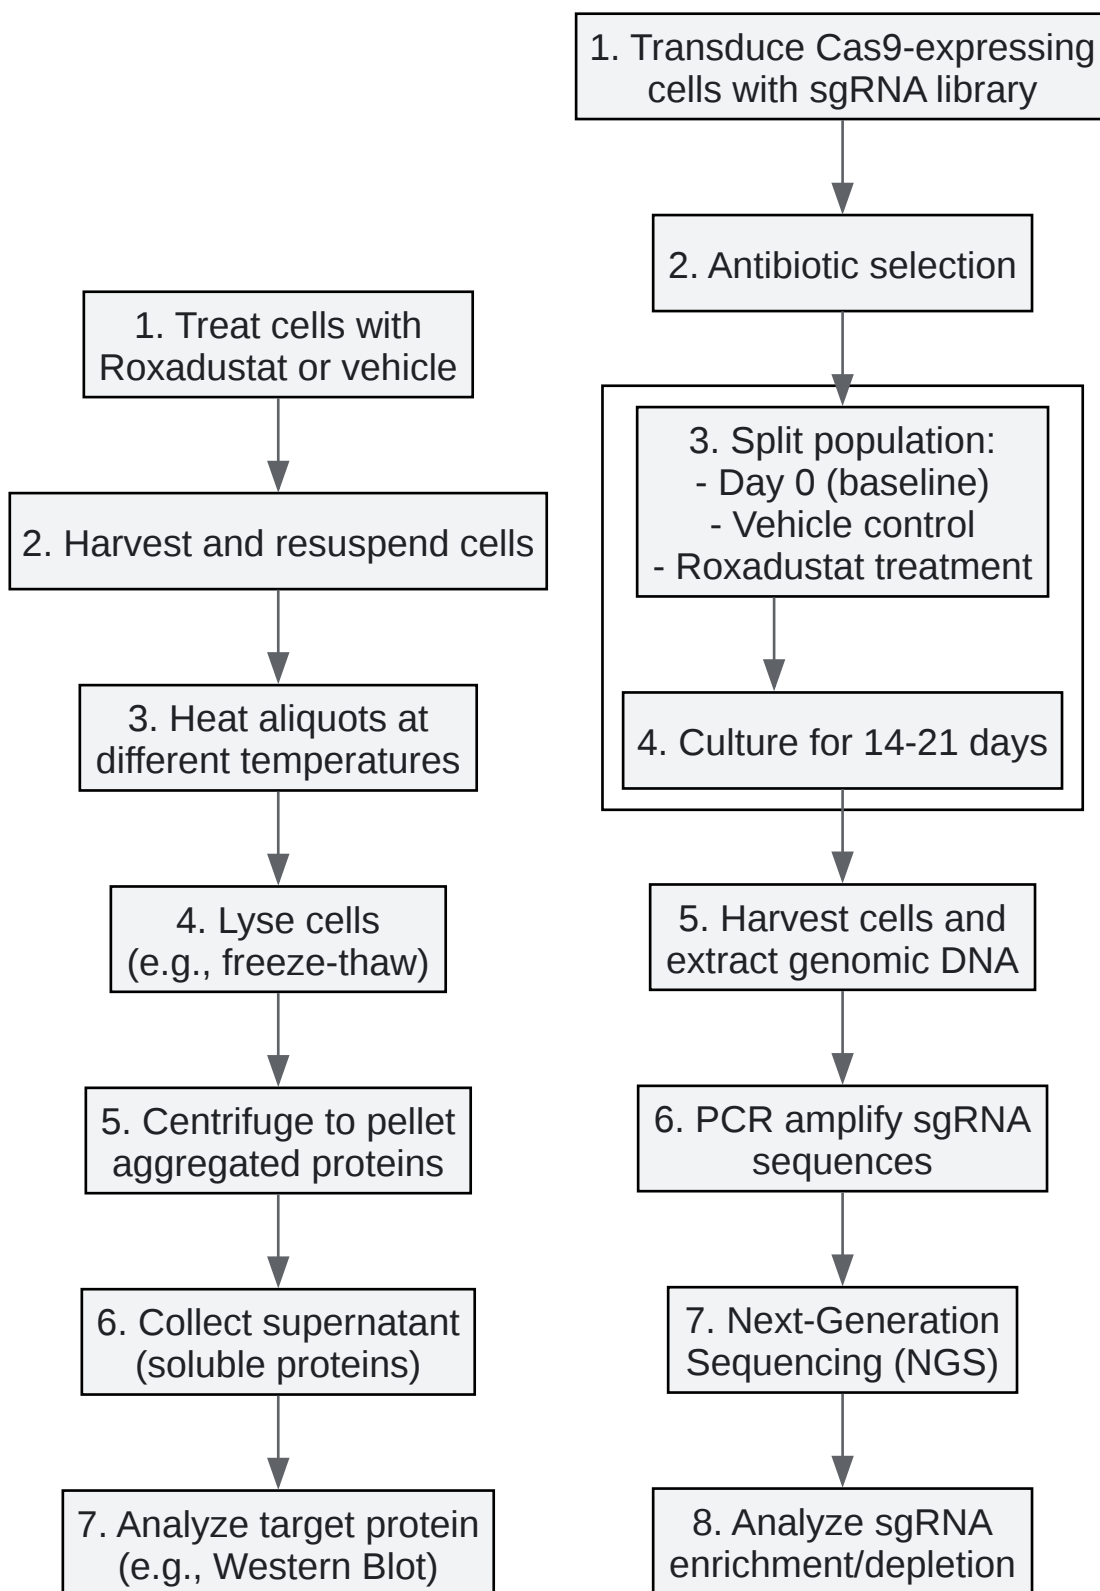 1. Treat cells with
Roxadustat or vehicle
2. Harvest and resuspend cells
3. Heat aliquots at
different temperatures
4. Lyse cells
(e.g., freeze-thaw)
5. Centrifuge to pellet
aggregated proteins
6. Collect supernatant
(soluble proteins)
7. Analyze target protein
(e.g., Western Blot)
1. Transduce Cas9-expressing
cells with sgRNA library
2. Antibiotic selection
3. Split population:
- Day 0 (baseline)
- Vehicle control
- Roxadustat treatment
4. Culture for 14-21 days
5. Harvest cells and
extract genomic DNA
6. PCR amplify sgRNA
sequences
7. Next-Generation
Sequencing (NGS)
8. Analyze sgRNA
enrichment/depletion